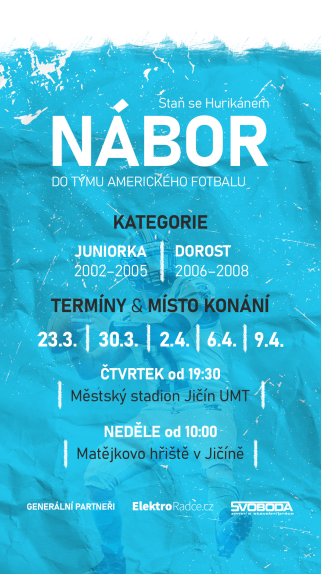 Staň se Hurikánem
NÁBOR
DO TÝMU AMERICKÉHO FOTBALU
KATEGORIE
JUNIORKA | DOROST
2002–2005 | 2006–2008
TERMÍNY & MÍSTO KONÁNÍ
23.3. | 30.3. | 2.4. | 6.4. | 9.4.
ČTVRTEK od 19:30
Městský stadion Jičín UMT
NEDĚLE od 10:00
Matějkovo hřiště v Jičíně
GENERÁLNÍ PARTNEŘI ElektroRadce.cz SVOBODA